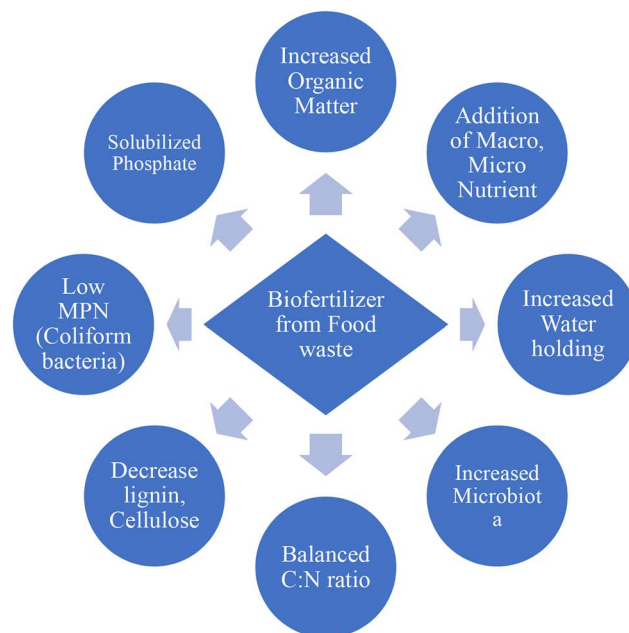 Increased
Organic
Matter
Addition
of Macro,
Micro
Nutrient
Increased
Water
holding
Increased
Microbiot
a
Balanced
C:N ratio
Decrease
lignin,
Cellulose
Low
MPN
(Coliform
bacteria)
Solubilized
Phosphate
Biofertilizer
from Food
waste